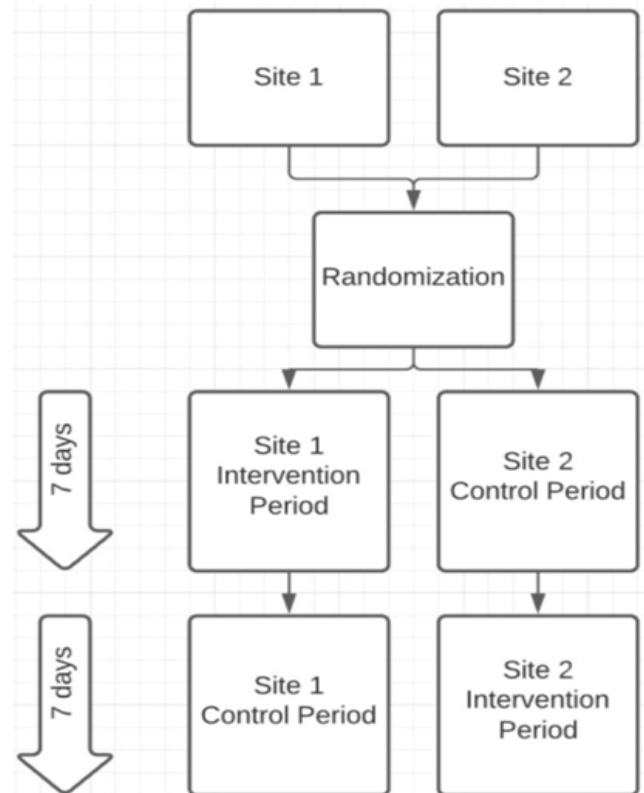 Site 1
Site 2
Randomization
7 days
Site 1
Intervention
Period
Site 2
Control Period
7 days
Site 1
Control Period
Site 2
Intervention
Period